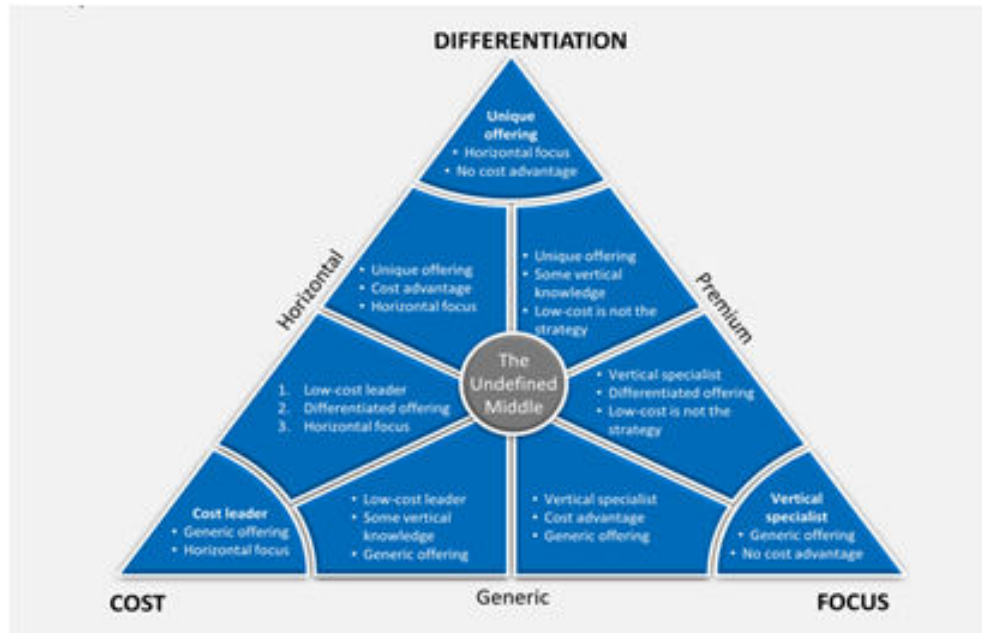 DIFFERENTIATION
Unique
offering
• Horizontal focus
• No cost advantage
Horizontal
Premium
• Unique offering
• Cost advantage
• Horizontal focus
• Unique offering
• Some vertical
knowledge
• Low-cost is not the
strategy
The
Undefined
Middle
1. Low-cost leader
2. Differentiated offering
3. Horizontal focus
• Vertical specialist
• Differentiated offering
• Low-cost is not the
strategy
Cost leader
• Generic offering
• Horizontal focus
• Low-cost leader
• Some vertical
knowledge
• Generic offering
• Vertical specialist
• Cost advantage
• Generic offering
Vertical
specialist
• Generic offering
• No cost advantage
COST
Generic
FOCUS